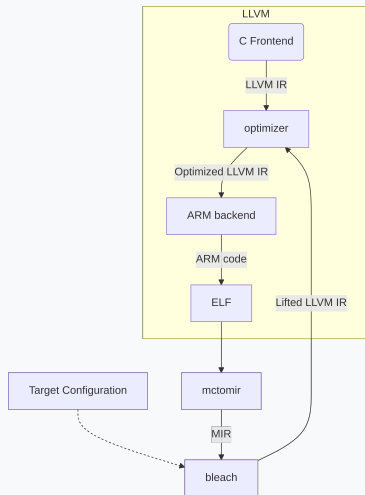 LLVM
C Frontend
LLVM IR
optimizer
Optimized LLVM IR
ARM backend
ARM code
ELF
Lifted LLVM IR
Target Configuration
mctomir
MIR
bleach